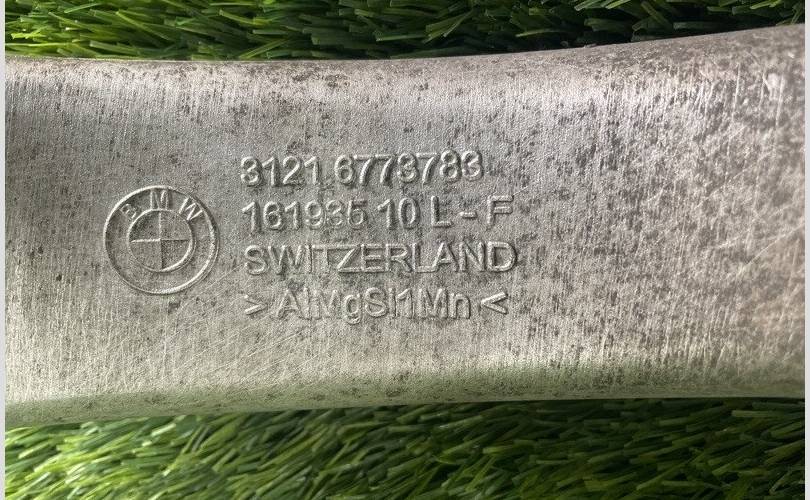 BMW
3121 6773783
161935 10 L - F
SWITZERLAND
> AlMgSi1Mn <